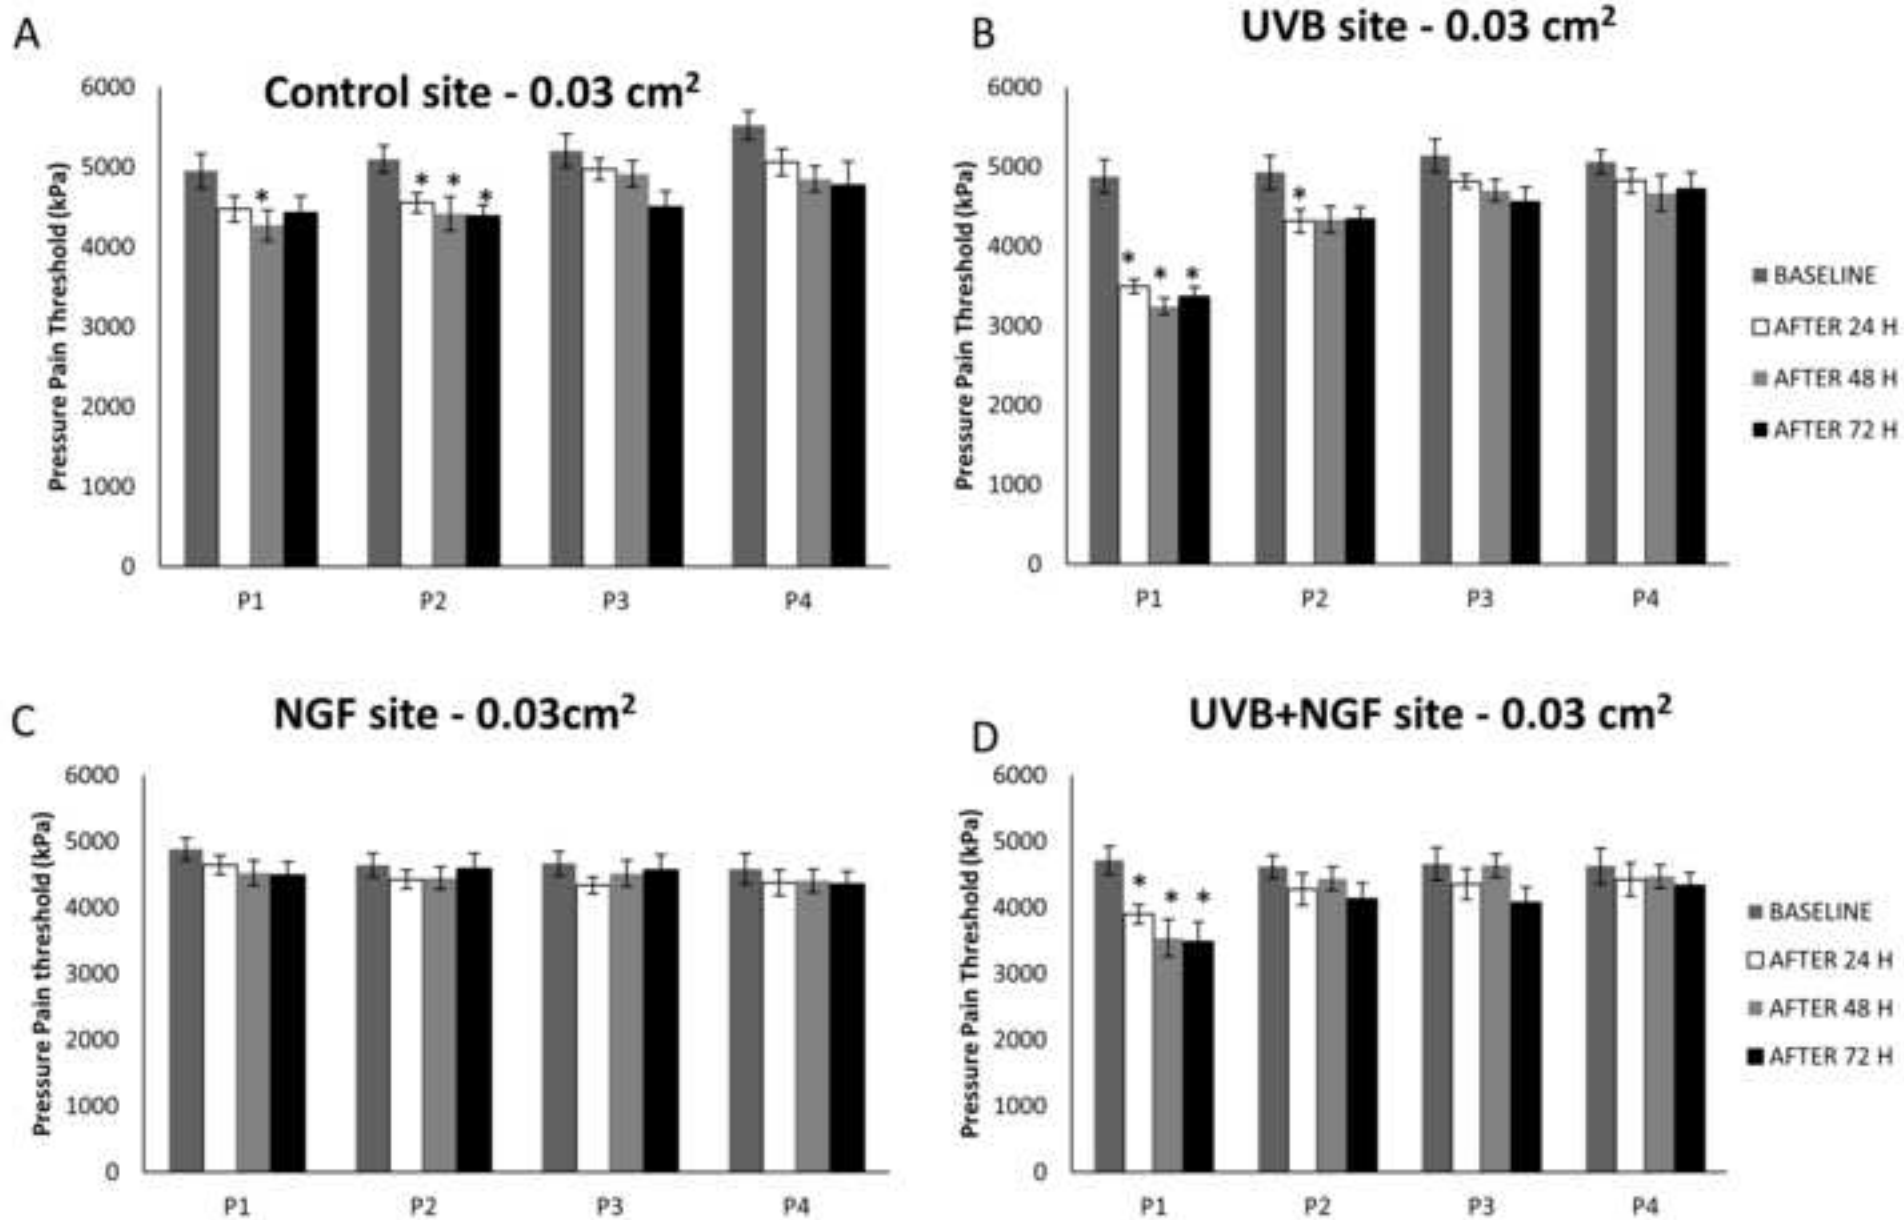 A
Control site - 0.03 cm²
Pressure Pain Threshold (kPa)
6000
5000
4000
3000
2000
1000
0
* * * *
P1 P2 P3 P4
B
UVB site - 0.03 cm²
Pressure Pain Threshold (kPa)
6000
5000
4000
3000
2000
1000
0
* * * *
P1 P2 P3 P4
BASELINE
AFTER 24 H
AFTER 48 H
AFTER 72 H
C
NGF site - 0.03cm²
Pressure Pain threshold (kPa)
6000
5000
4000
3000
2000
1000
0
P1 P2 P3 P4
D
UVB+NGF site - 0.03 cm²
Pressure Pain Threshold (kPa)
6000
5000
4000
3000
2000
1000
0
* * *
P1 P2 P3 P4
BASELINE
AFTER 24 H
AFTER 48 H
AFTER 72 H